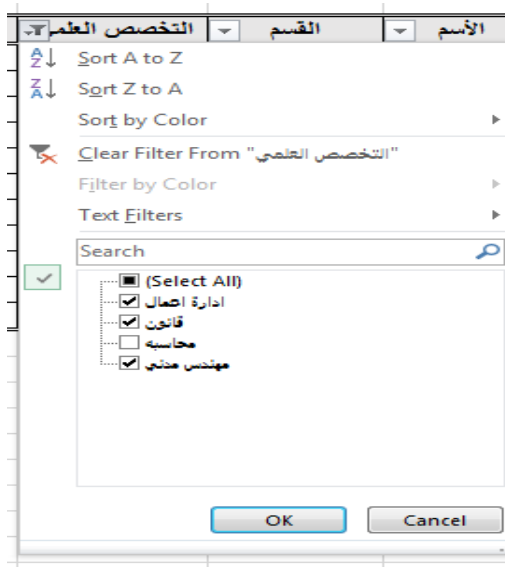 الأسم القسم التخصص العلمي
Sort A to Z
Sort Z to A
Sort by Color
Clear Filter From "التخصص العلمي"
Filter by Color
Text Filters
Search
(Select All)
ادارة اعمال
قانون
محاسبه
مهندس مدني
OK Cancel